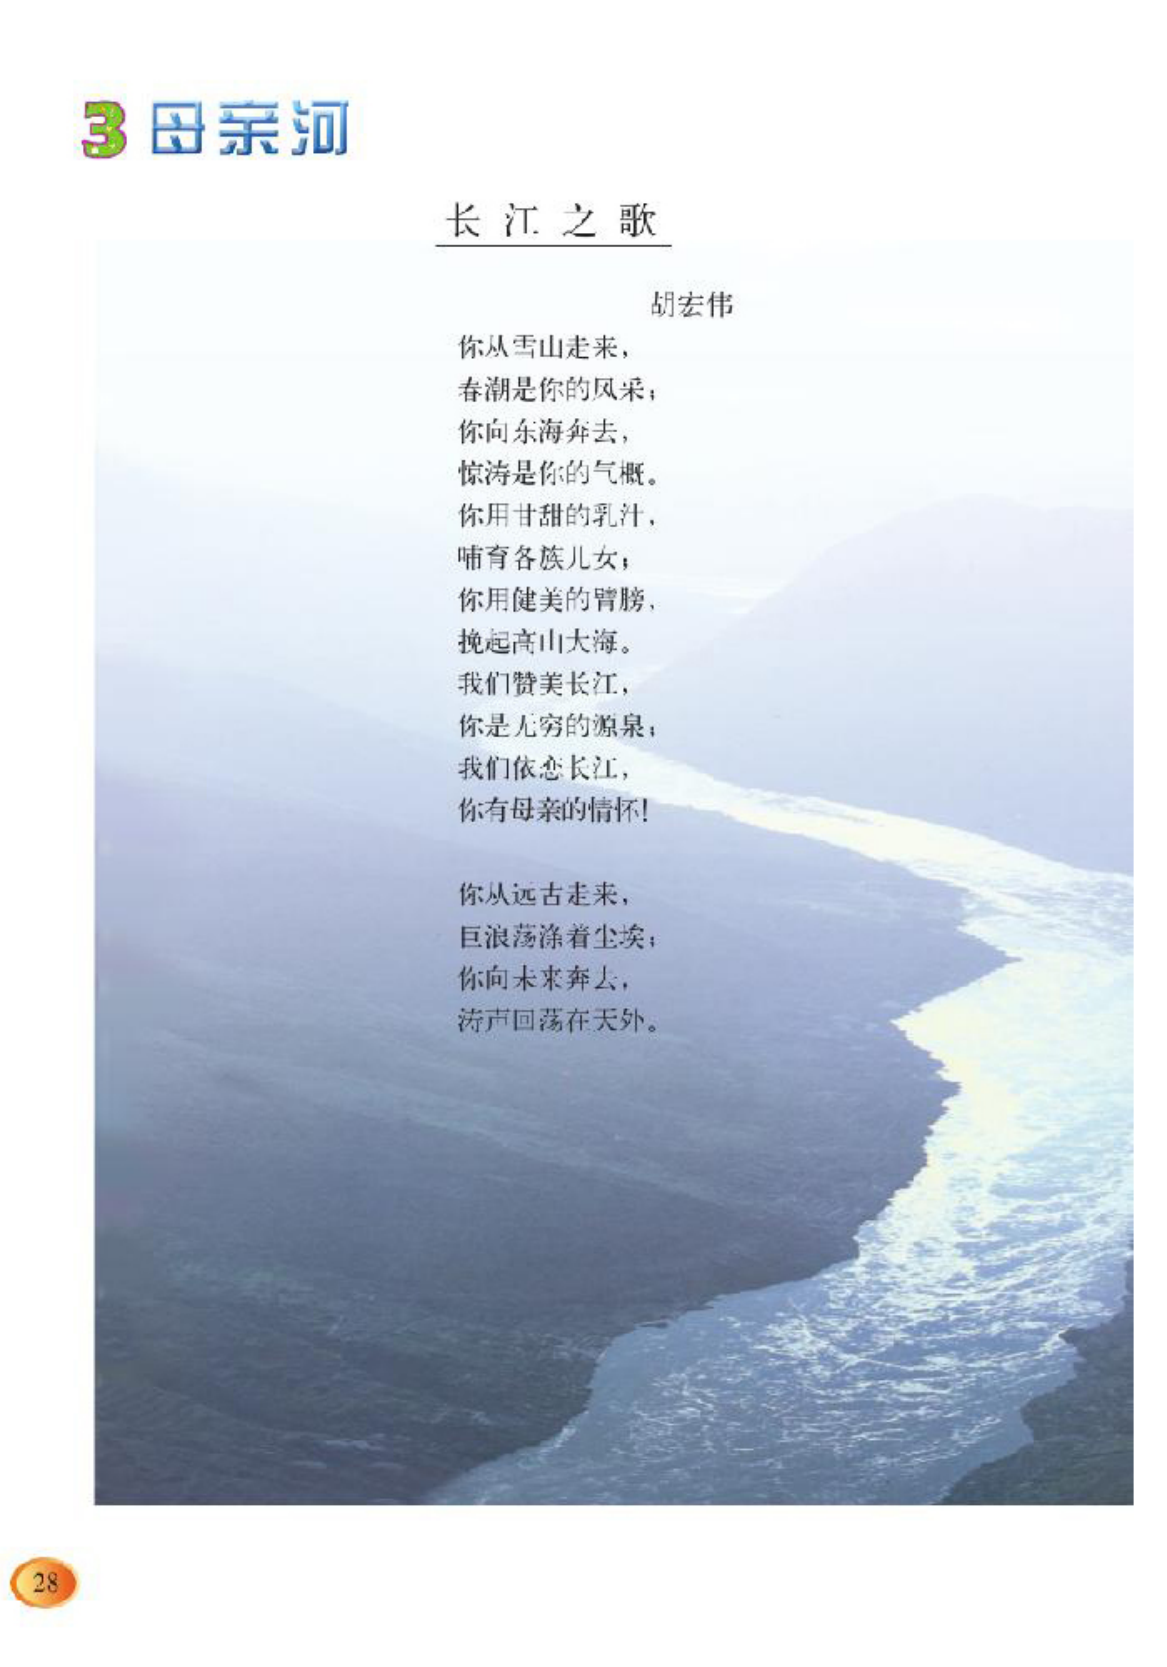 3 母亲河
长江之歌
胡宏伟
你从雪山走来，
春潮是你的风采；
你向东海奔去，
惊涛是你的气概。
你用甘甜的乳汁，
哺育各族儿女；
你用健美的臂膀，
挽起高山大海。
我们赞美长江，
你是无穷的源泉；
我们依恋长江，
你有母亲的情怀！
你从远古走来，
巨浪荡涤着尘埃；
你向未来奔去，
涛声回荡在天外。
28